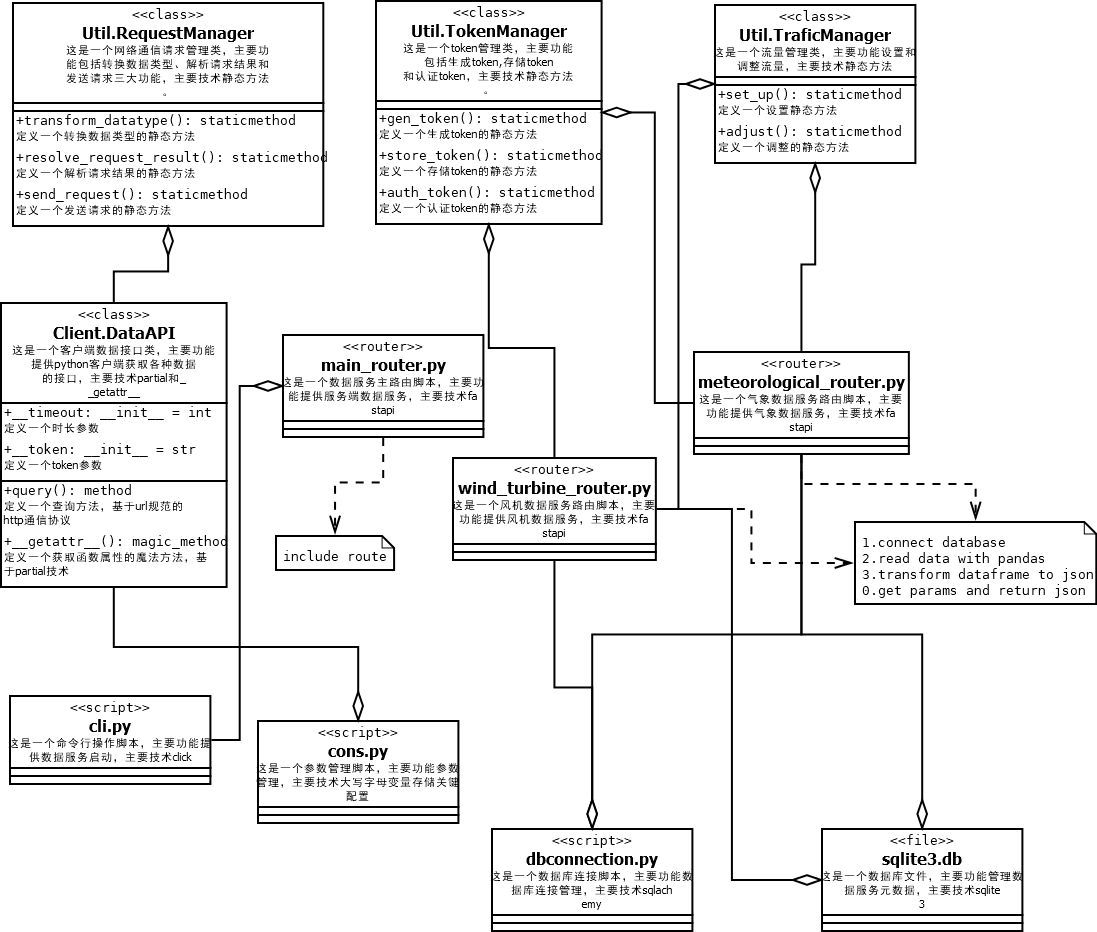 <<class>>
Util.RequestManager
这是一个网络通信请求管理类，主要功
能包括转换数据类型、解析请求结果和
发送请求三大功能，主要技术静态方法
。
+transform_datatype(): staticmethod
定义一个转换数据类型的静态方法
+resolve_request_result(): staticmethod
定义一个解析请求结果的静态方法
+send_request(): staticmethod
定义一个发送请求的静态方法
<<class>>
Util.TokenManager
这是一个token管理类，主要功能
包括生成token,存储token
和认证token，主要技术静态方法
。
+gen_token(): staticmethod
定义一个生成token的静态方法
+store_token(): staticmethod
定义一个存储token的静态方法
+auth_token(): staticmethod
定义一个认证token的静态方法
<<class>>
Util.TraficManager
这是一个流量管理类，主要功能设置和
调整流量，主要技术静态方法
+set_up(): staticmethod
定义一个设置静态方法
+adjust(): staticmethod
定义一个调整的静态方法
<<class>>
Client.DataAPI
这是一个客户端数据接口类，主要功能
提供python客户端获取各种数据
的接口，主要技术partial和_
_getattr__
+__timeout: __init__ = int
定义一个时长参数
+__token: __init__ = str
定义一个token参数
+query(): method
定义一个查询方法，基于url规范的
http通信协议
+__getattr__(): magic_method
定义一个获取函数属性的魔法方法，基
于partial技术
<<router>>
main_router.py
这是一个数据服务主路由脚本，主要功
能提供服务端数据服务，主要技术fa
stapi
include route
<<router>>
wind_turbine_router.py
这是一个风机数据服务路由脚本，主要
功能提供风机数据服务，主要技术fa
stapi
<<router>>
meteorological_router.py
这是一个气象数据服务路由脚本，主要
功能提供气象数据服务，主要技术fa
stapi
1.connect database
2.read data with pandas
3.transform dataframe to json
0.get params and return json
<<script>>
cli.py
这是一个命令行操作脚本，主要功能提
供数据服务启动，主要技术click
<<script>>
cons.py
这是一个参数管理脚本，主要功能参数
管理，主要技术大写字母变量存储关键
配置
<<script>>
dbconnection.py
这是一个数据库连接脚本，主要功能数
据库连接管理，主要技术sqlach
emy
<<file>>
sqlite3.db
这是一个数据库文件，主要功能管理数
据服务元数据，主要技术sqlite
3